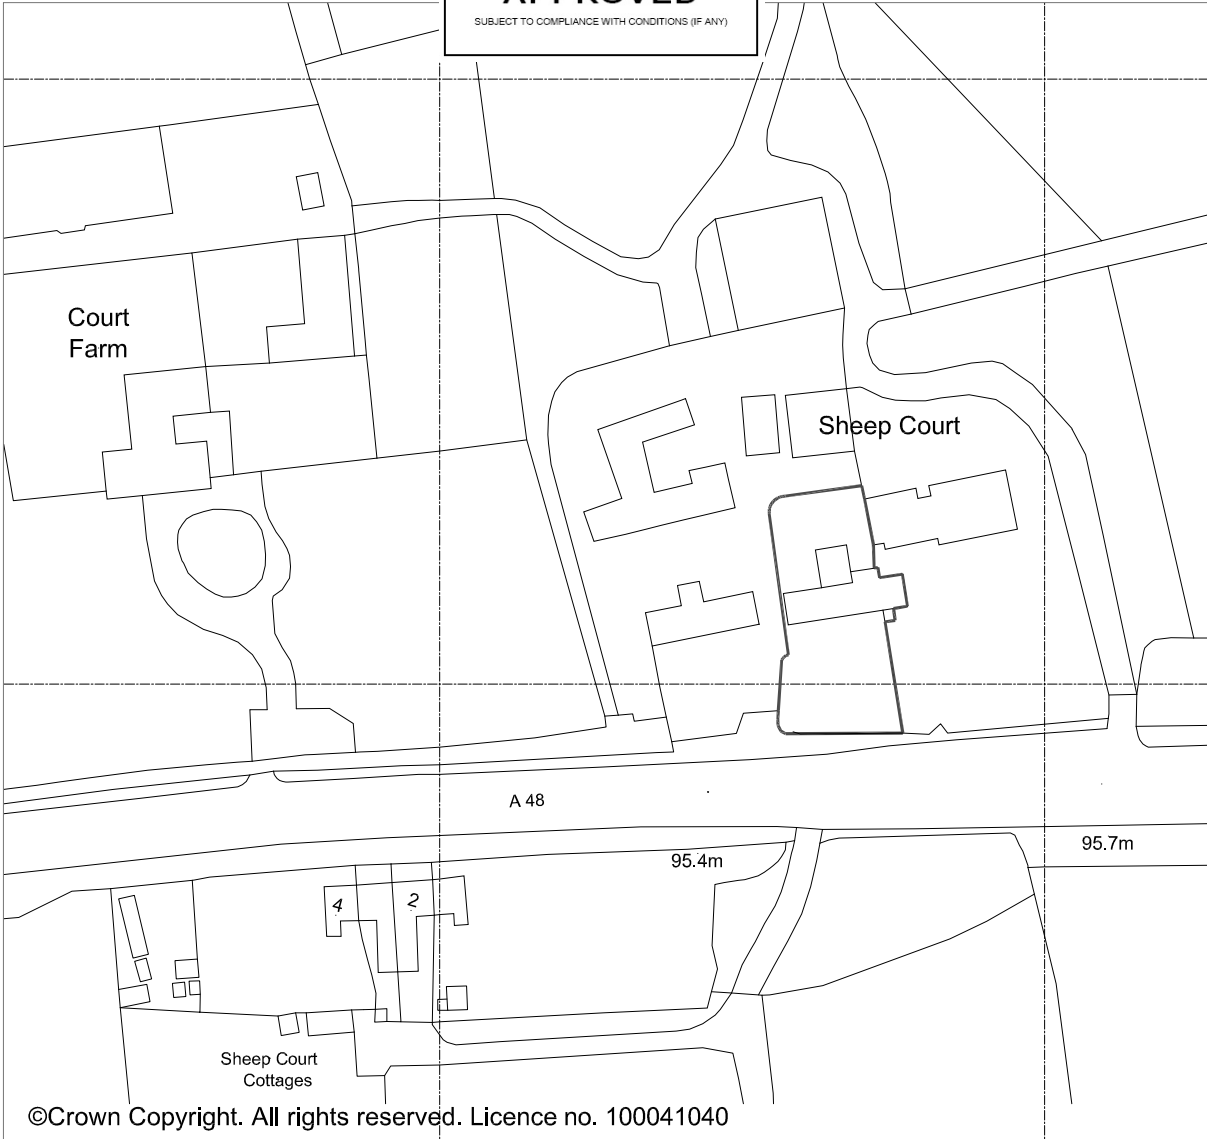 APPROVED
SUBJECT TO COMPLIANCE WITH CONDITIONS (IF ANY)
Court
Farm
Sheep Court
A 48
95.4m
95.7m
4
2
Sheep Court
Cottages
©Crown Copyright. All rights reserved. Licence no. 100041040